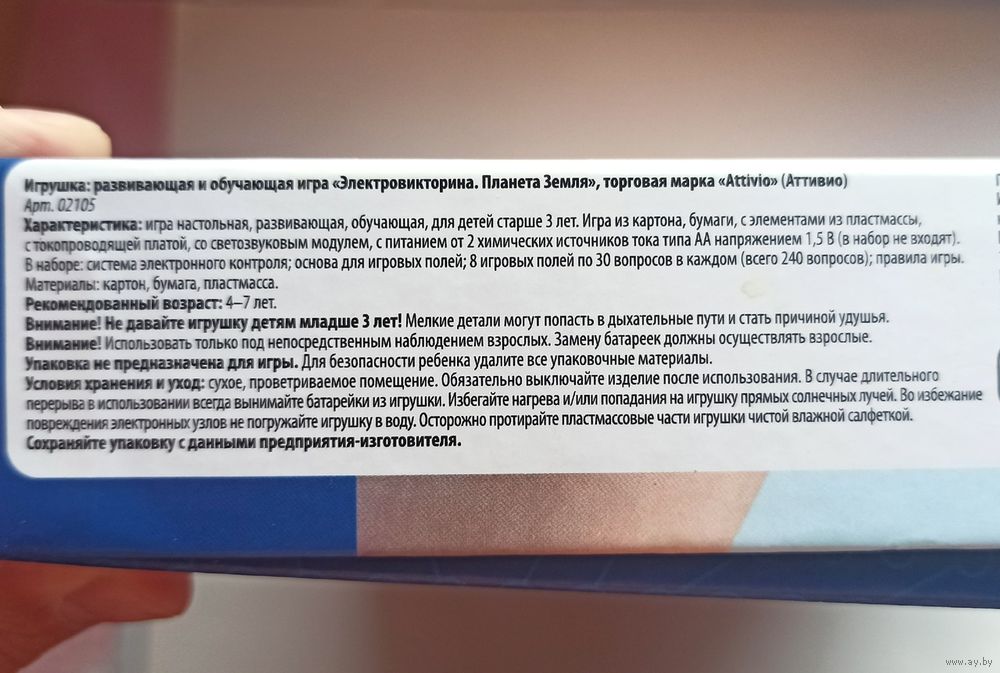 Игрушка: развивающая и обучающая игра «Электровикторина. Планета Земля», торговая марка «Attivio» (Аттивио)
Арт. 02105
Характеристика: игра настольная, развивающая, обучающая, для детей старше 3 лет. Игра из картона, бумаги, с элементами из пластмассы,
с токопроводящей платой, со светозвуковым модулем, с питанием от 2 химических источников тока типа АА напряжением 1,5 В (в набор не входят).
В наборе: система электронного контроля; основа для игровых полей; 8 игровых полей по 30 вопросов в каждом (всего 240 вопросов); правила игры.
Материалы: картон, бумага, пластмасса.
Рекомендованный возраст: 4–7 лет.
Внимание! Не давайте игрушку детям младше 3 лет! Мелкие детали могут попасть в дыхательные пути и стать причиной удушья.
Внимание! Использовать только под непосредственным наблюдением взрослых. Замену батареек должны осуществлять взрослые.
Упаковка не предназначена для игры. Для безопасности ребенка удалите все упаковочные материалы.
Условия хранения и уход: сухое, проветриваемое помещение. Обязательно выключайте изделие после использования. В случае длительного
перерыва в использовании всегда вынимайте батарейки из игрушки. Избегайте нагрева и/или попадания на игрушку прямых солнечных лучей. Во избежание
повреждения электронных узлов не погружайте игрушку в воду. Осторожно протирайте пластмассовые части игрушки чистой влажной салфеткой.
Сохраняйте упаковку с данными предприятия-изготовителя.
www.ay.by